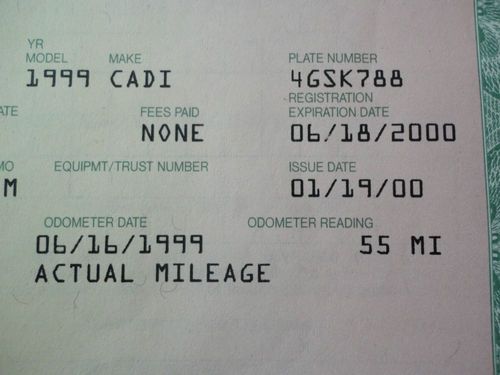 YR
MODEL MAKE PLATE NUMBER
1999 CADI 4GSK788
REGISTRATION
ATE FEES PAID EXPIRATION DATE
NONE 06/18/2000
MO EQUIPMT/TRUST NUMBER ISSUE DATE
M 01/19/00
ODOMETER DATE ODOMETER READING
06/16/1999 55 MI
ACTUAL MILEAGE